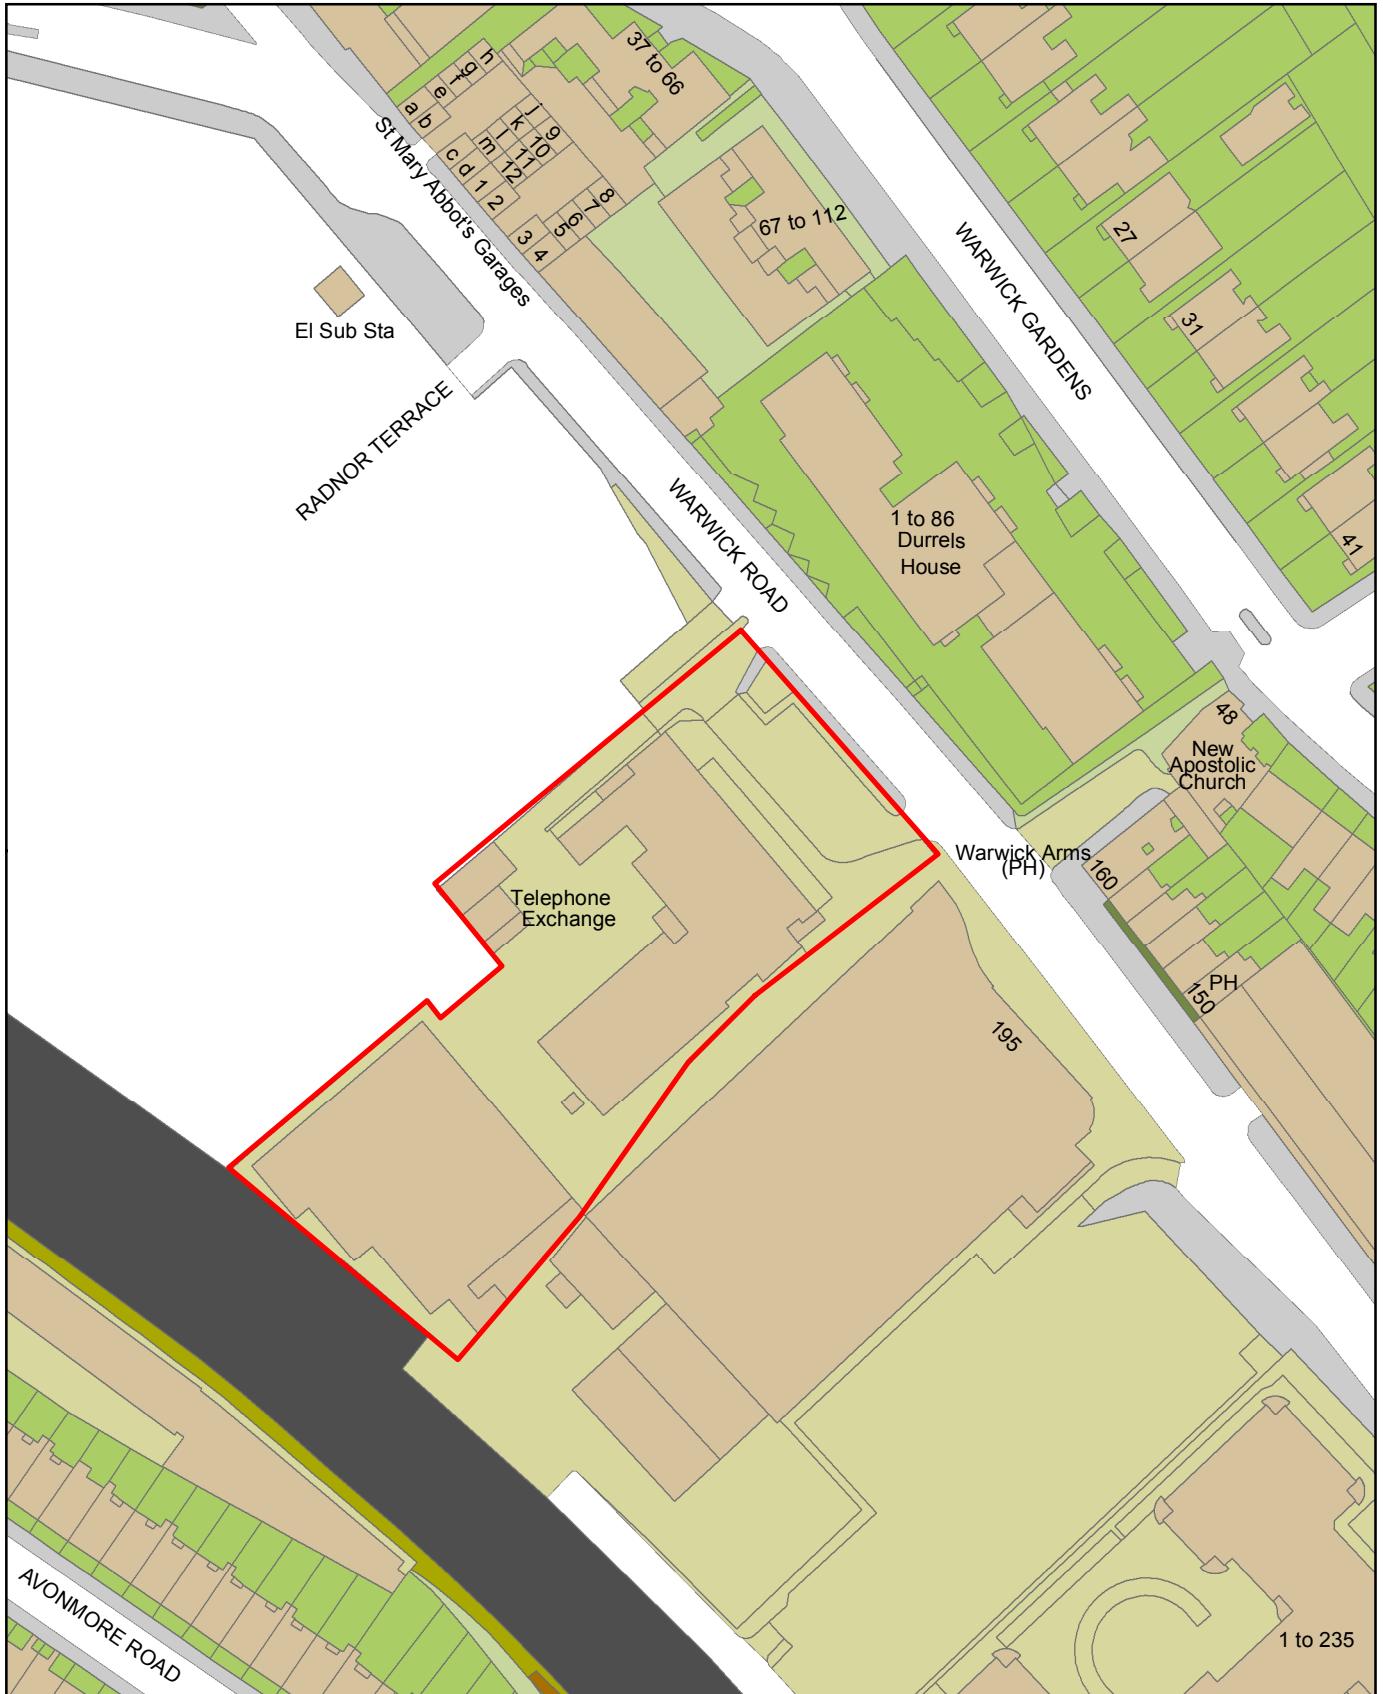 37 to 66
h
g
f
e
a
b
j
k
l
m
9
10
11
12
c
d
1
2
8
7
6
5
3
4
St Mary Abbot's Garages
67 to 112
27
31
41
WARWICK GARDENS
El Sub Sta
RADNOR TERRACE
WARWICK ROAD
1 to 86
Durrels
House
48
New
Apostolic
Church
Warwick Arms
(PH)
160
Telephone
Exchange
PH
150
195
AVONMORE ROAD
1 to 235